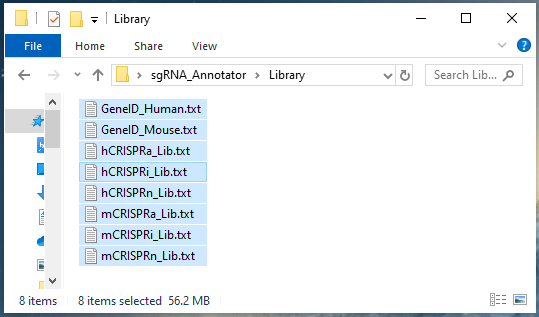 Library
File Home Share View
sgRNA_Annotator Library Search Lib...
GeneID_Human.txt
GeneID_Mouse.txt
hCRISPRa_Lib.txt
hCRISPRi_Lib.txt
hCRISPRn_Lib.txt
mCRISPRa_Lib.txt
mCRISPRi_Lib.txt
mCRISPRn_Lib.txt
8 items 8 items selected 56.2 MB